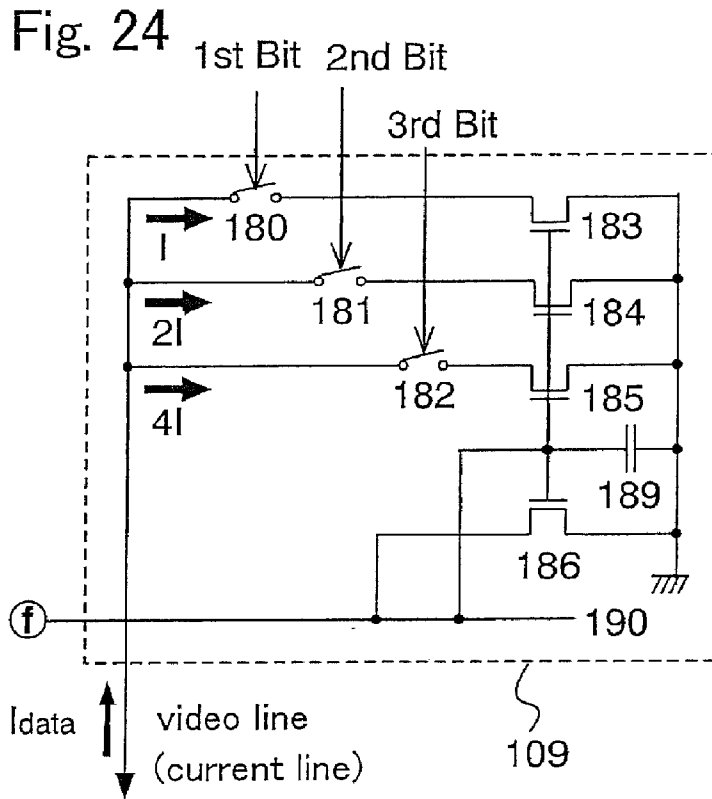 Fig. 24
1st Bit
2nd Bit
3rd Bit
180
183
I
181
184
2I
182
185
4I
189
186
f
190
Idata
video line
(current line)
109